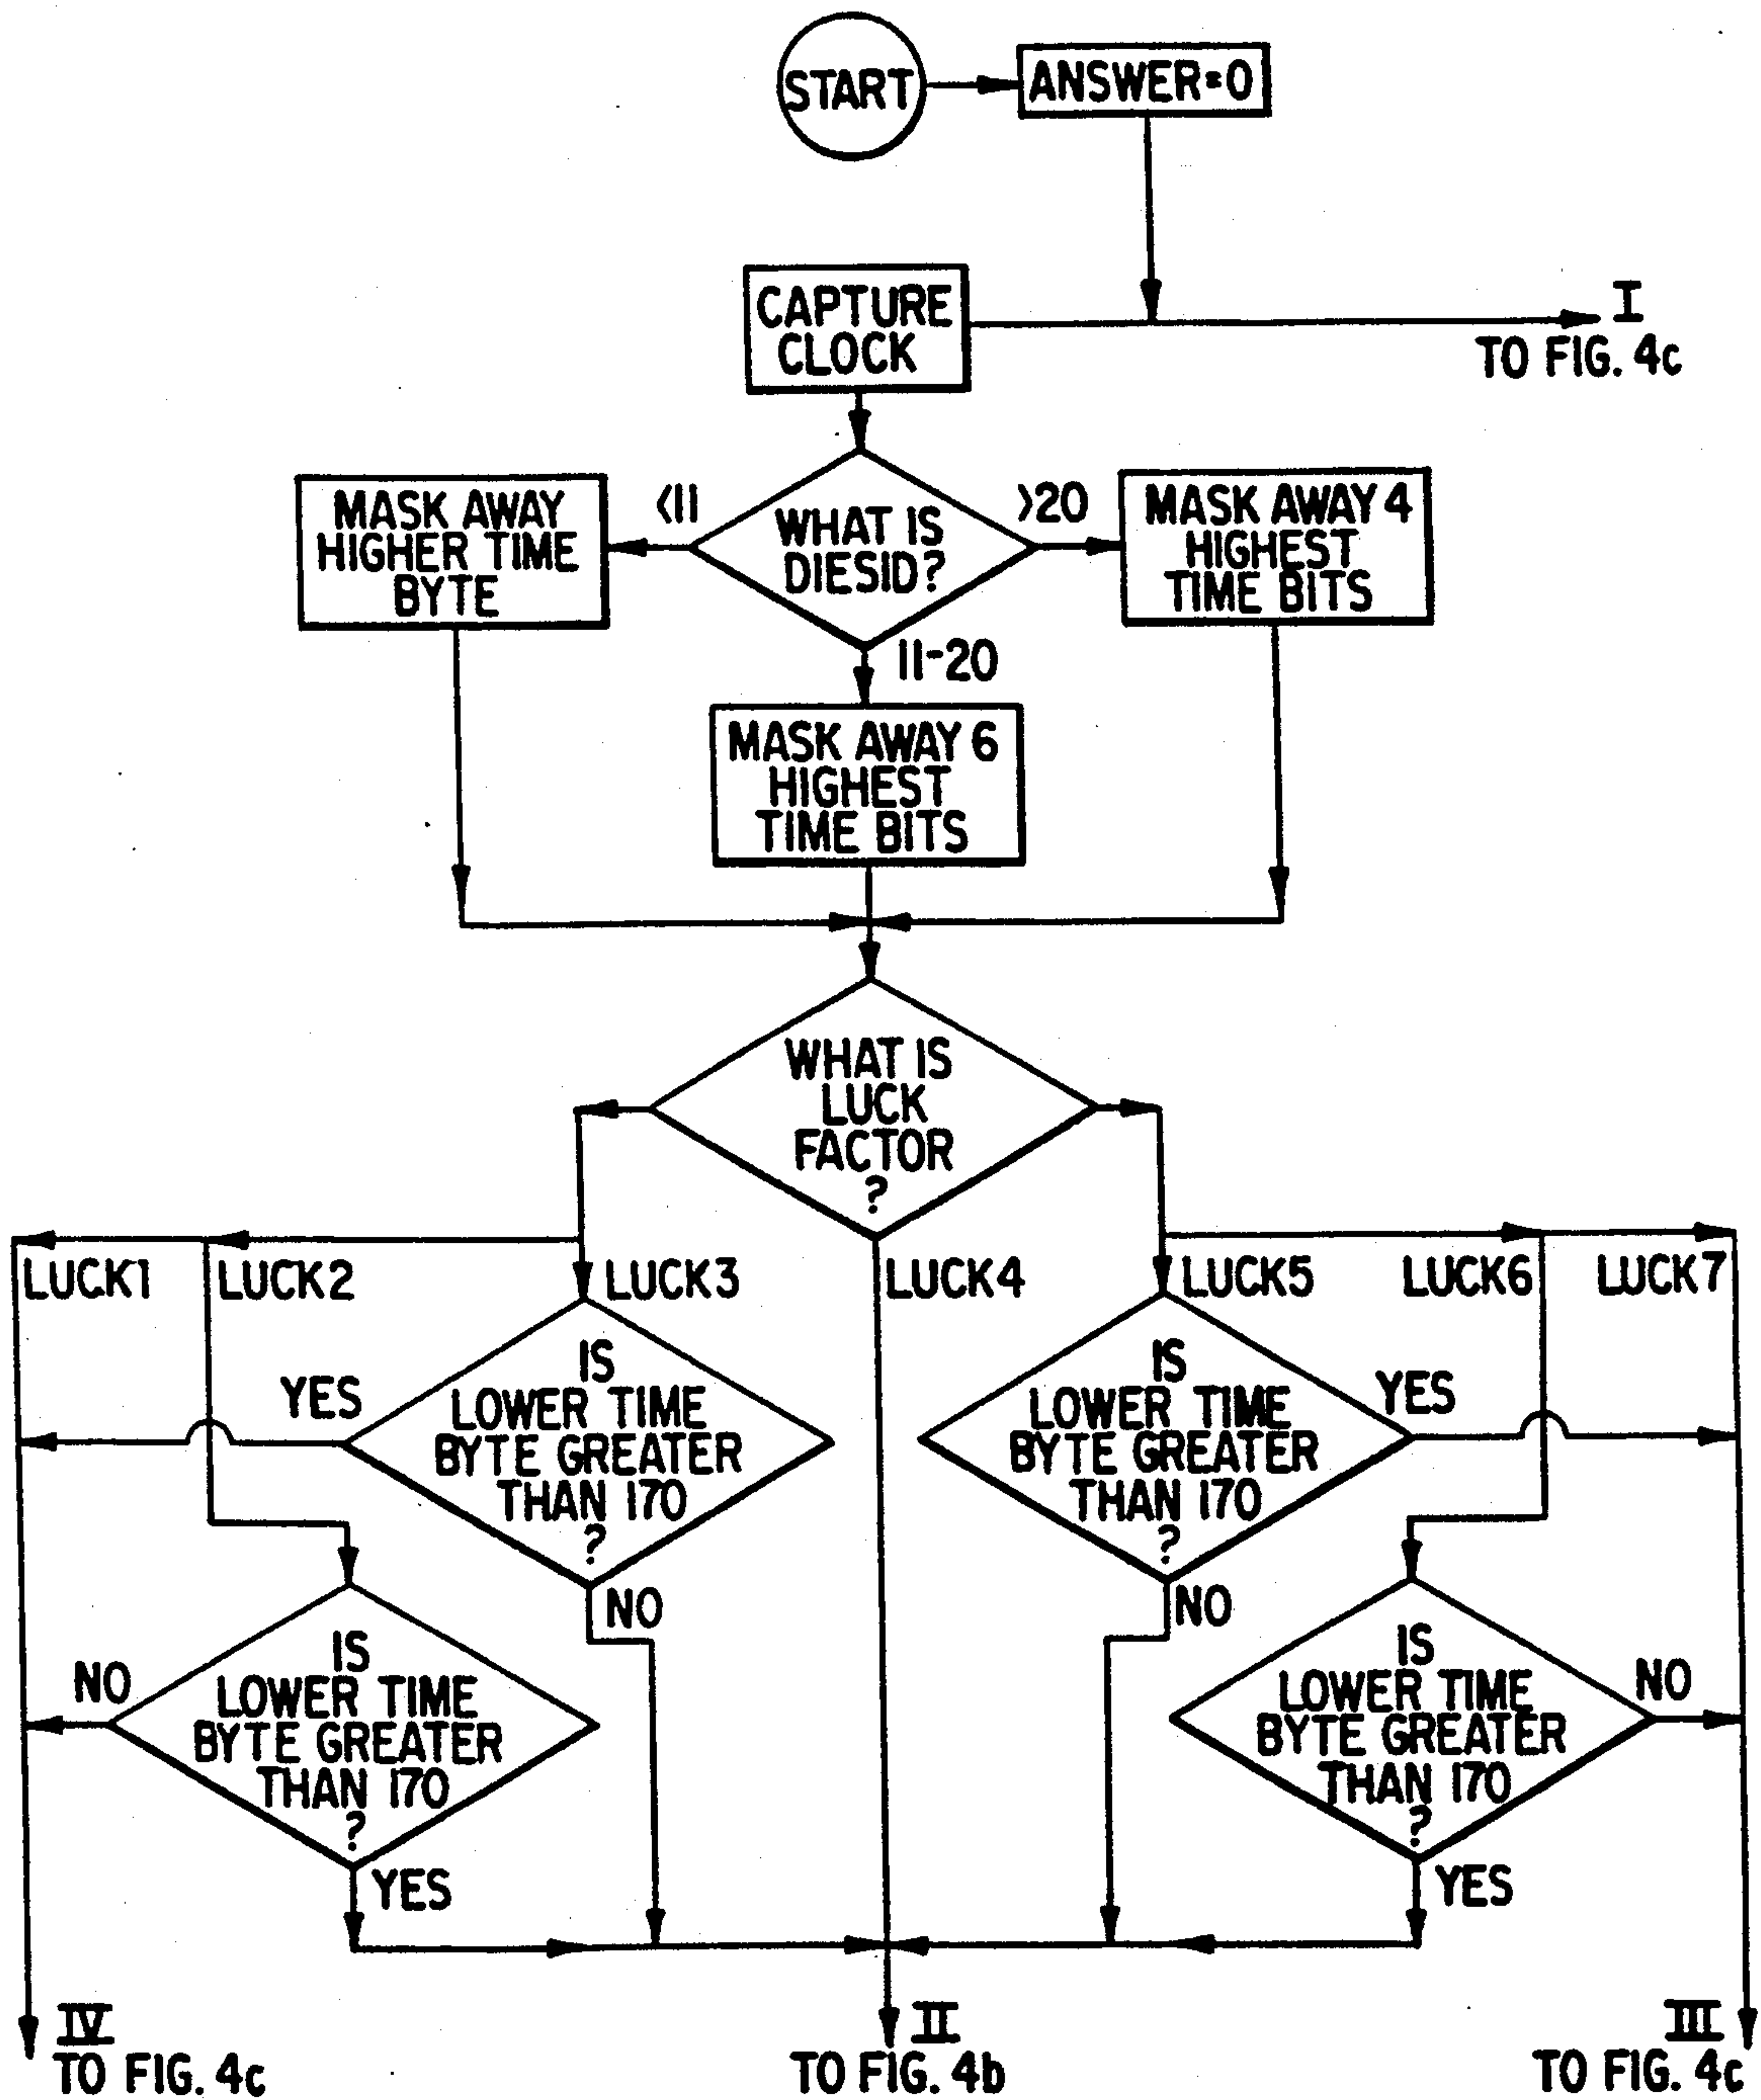 START
ANSWER=0
CAPTURE
CLOCK
I
TO FIG. 4c
MASK AWAY
HIGHER TIME
BYTE
<11
WHAT IS
DIESID?
>20
MASK AWAY 4
HIGHEST
TIME BITS
11-20
MASK AWAY 6
HIGHEST
TIME BITS
WHAT IS
LUCK
FACTOR
?
LUCK1
LUCK2
LUCK3
LUCK4
LUCK5
LUCK6
LUCK7
YES
IS
LOWER TIME
BYTE GREATER
THAN 170
?
NO
IS
LOWER TIME
BYTE GREATER
THAN 170
?
YES
NO
NO
IS
LOWER TIME
BYTE GREATER
THAN 170
?
YES
IS
LOWER TIME
BYTE GREATER
THAN 170
?
NO
YES
IV
TO FIG. 4c
II
TO FIG. 4b
III
TO FIG. 4c